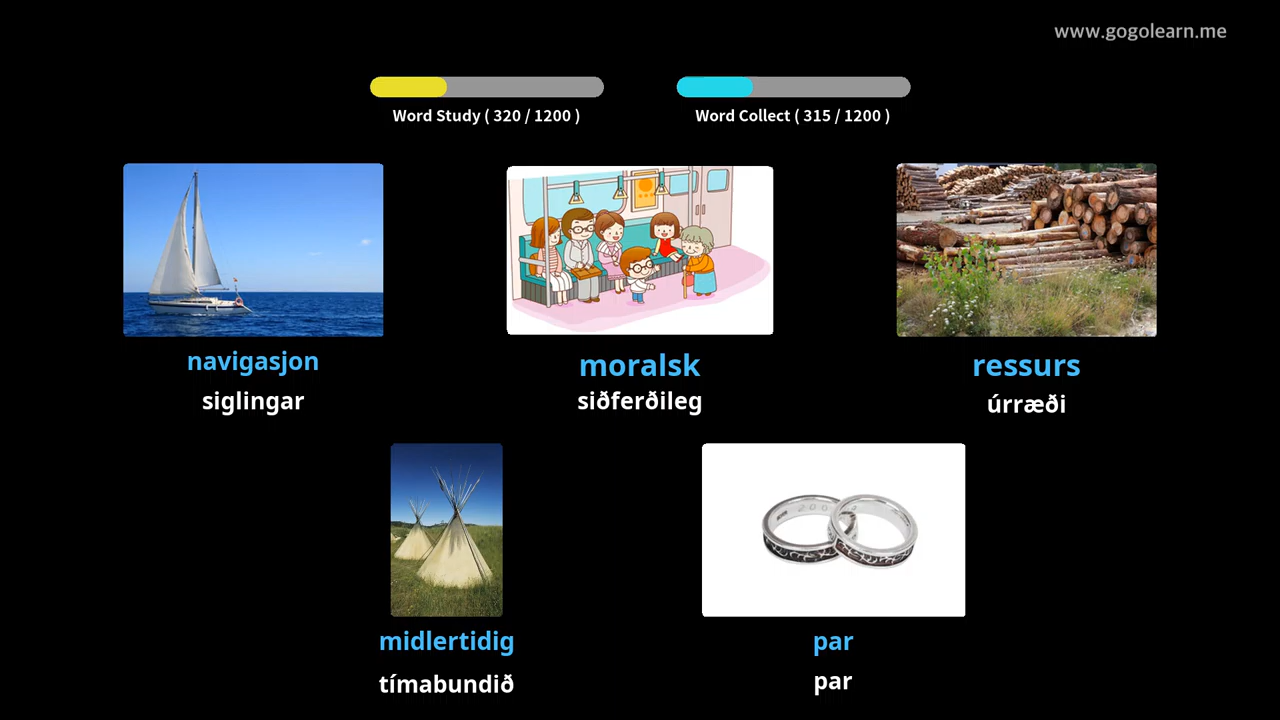 www.gogolearn.me
Word Study ( 320 / 1200 )
Word Collect ( 315 / 1200 )
navigasjon
siglingar
moralsk
siðferðileg
ressurs
úrræði
midlertidig
tímabundið
par
par